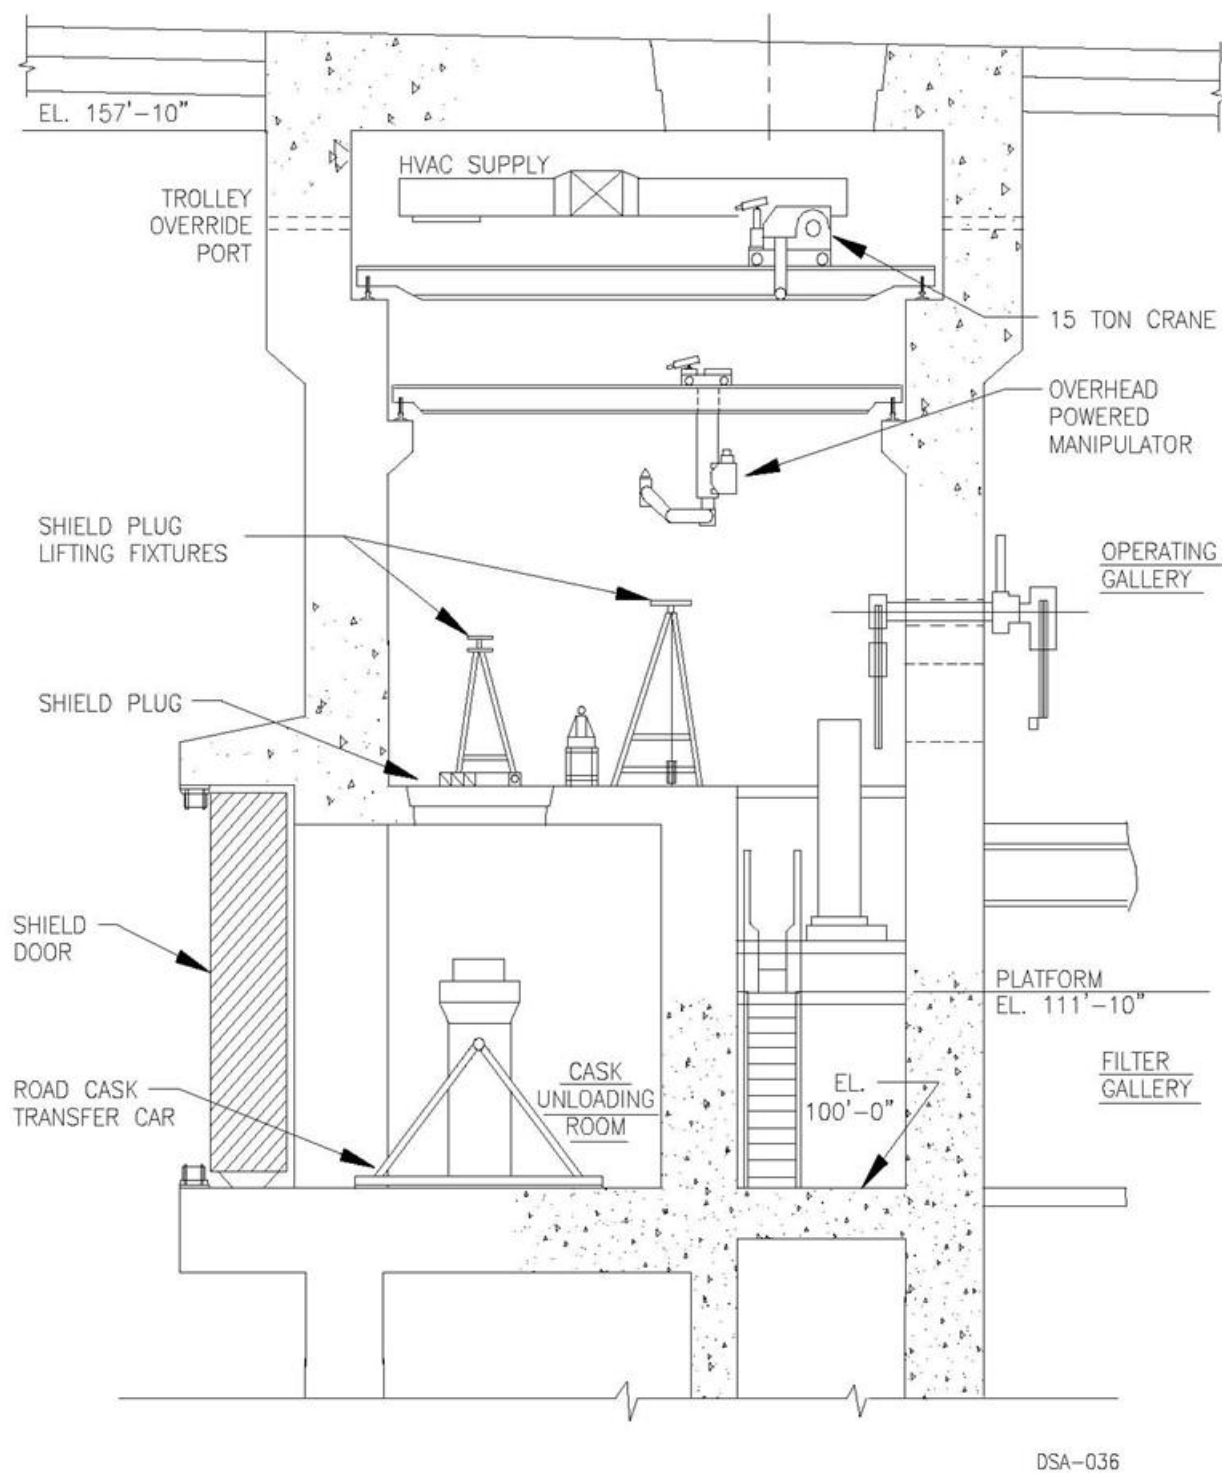 EL. 157'-10"
HVAC SUPPLY
TROLLEY
OVERRIDE
PORT
15 TON CRANE
OVERHEAD
POWERED
MANIPULATOR
SHIELD PLUG
LIFTING FIXTURES
OPERATING
GALLERY
SHIELD PLUG
SHIELD
DOOR
PLATFORM
EL. 111'-10"
ROAD CASK
TRANSFER CAR
CASK
UNLOADING
ROOM
EL.
100'-0"
FILTER
GALLERY
DSA-036